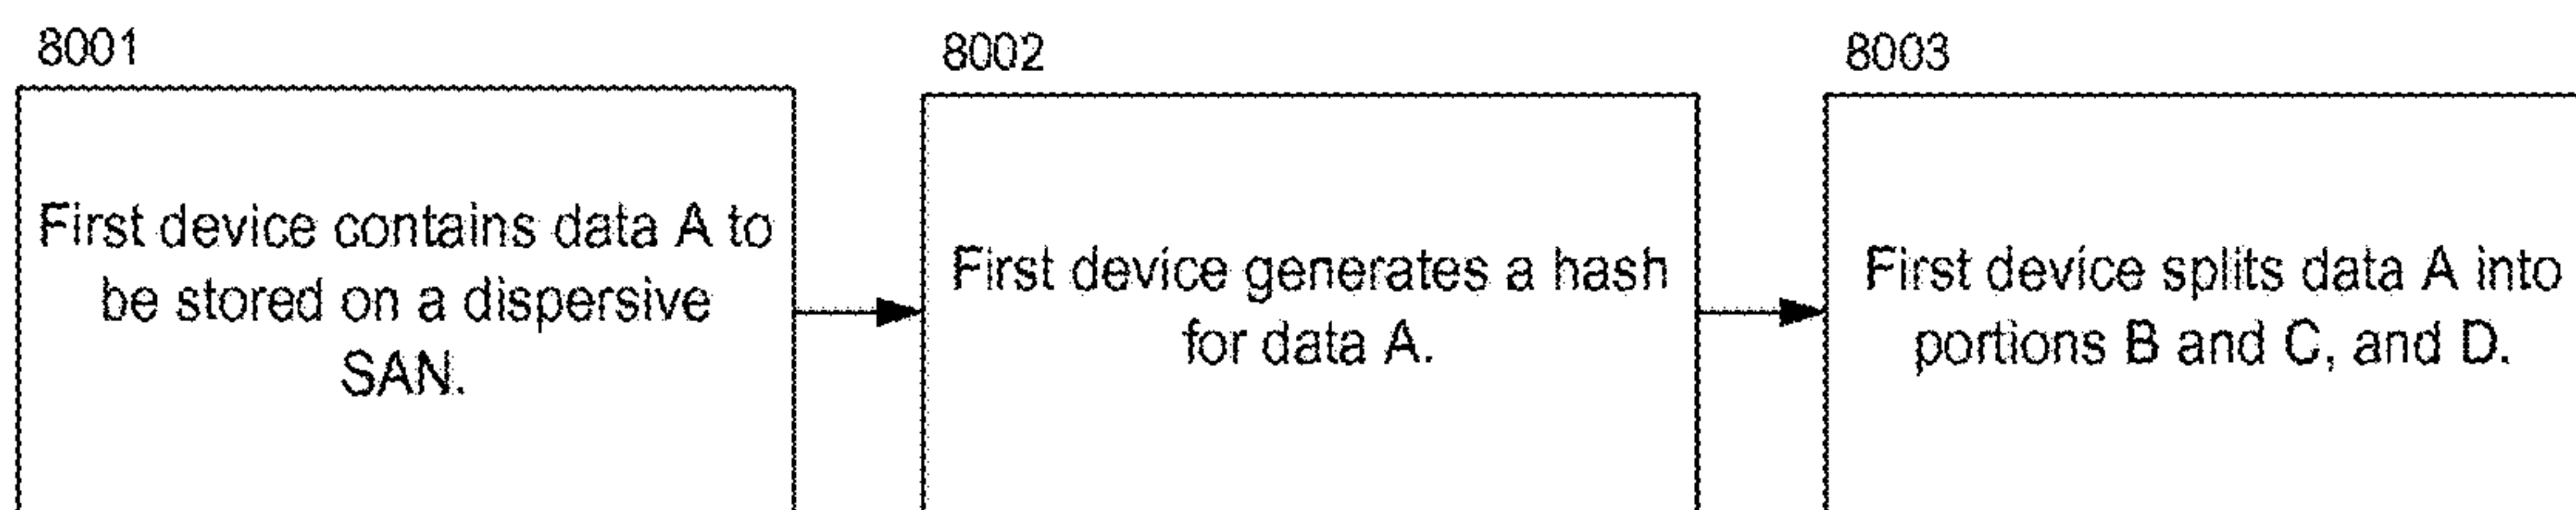 8001
First device contains data A to
be stored on a dispersive
SAN.
8002
First device generates a hash
for data A.
8003
First device splits data A into
portions B and C, and D.